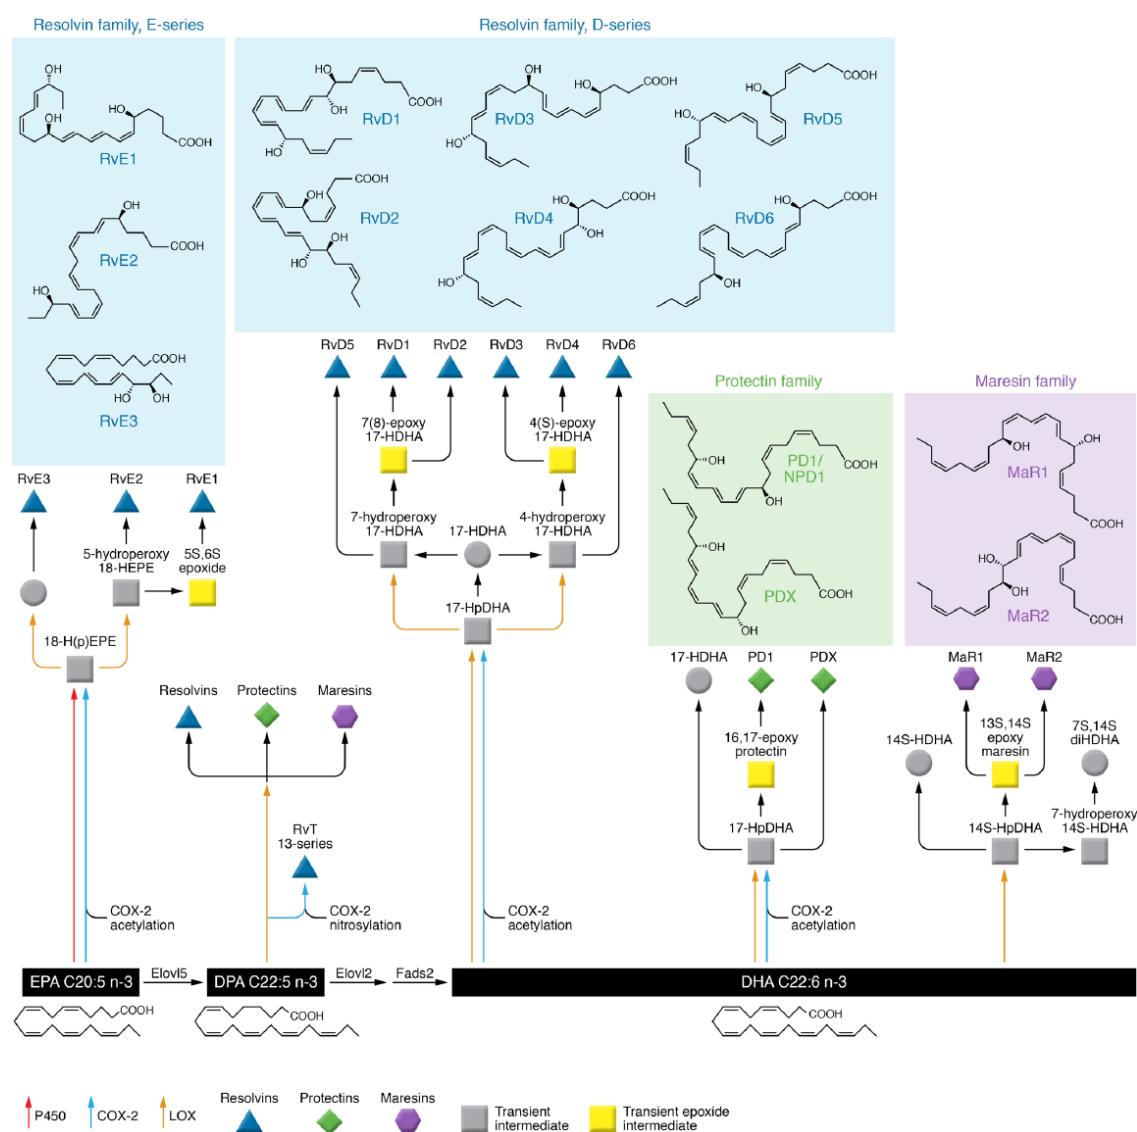 Resolvin family, E-series
Resolvin family, D-series
OH
OH
OH
COOH
RvE1
OH
COOH
RvE2
HO
COOH
HO
OH
RvE3
HO
COOH
OH
RvD1
HO
OH
HO
COOH
RvD3
HO
COOH
HO
HO
RvD5
COOH
OH
RvD2
OH
HO
COOH
HO
RvD4
OH
HO
COOH
HO
RvD6
OH
RvD5
RvD1
RvD2
RvD3
RvD4
RvD6
7(8)-epoxy
17-HDHA
4(S)-epoxy
17-HDHA
7-hydroperoxy
17-HDHA
17-HDHA
4-hydroperoxy
17-HDHA
17-HpDHA
RvE3
RvE2
RvE1
5-hydroperoxy
18-HEPE
5S,6S
epoxide
18-H(p)EPE
Resolvins
Protectins
Maresins
RvT
13-series
Protectin family
OH
PD1/
NPD1
COOH
OH
OH
PDX
COOH
OH
Maresin family
OH
OH
MaR1
COOH
HO
OH
MaR2
COOH
17-HDHA
PD1
PDX
16,17-epoxy
protectin
17-HpDHA
MaR1
MaR2
14S-HDHA
13S,14S
epoxy
maresin
7S,14S
diHDHA
14S-HpDHA
7-hydroperoxy
14S-HDHA
COX-2
acetylation
COX-2
nitrosylation
COX-2
acetylation
COX-2
acetylation
EPA C20:5 n-3
Elovl5
DPA C22:5 n-3
Elovl2
Fads2
DHA C22:6 n-3
COOH
COOH
COOH
P450
COX-2
LOX
Resolvins
Protectins
Maresins
Transient
intermediate
Transient epoxide
intermediate